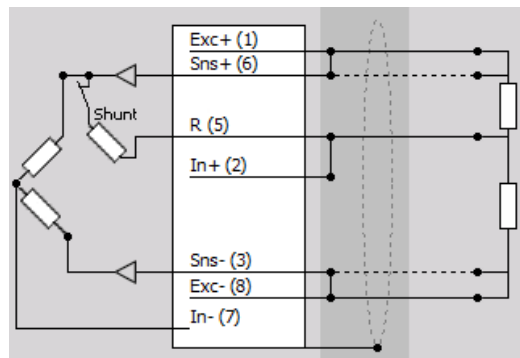 Exc+ (1)
Sns+ (6)
Shunt
R (5)
In+ (2)
Sns- (3)
Exc- (8)
In- (7)